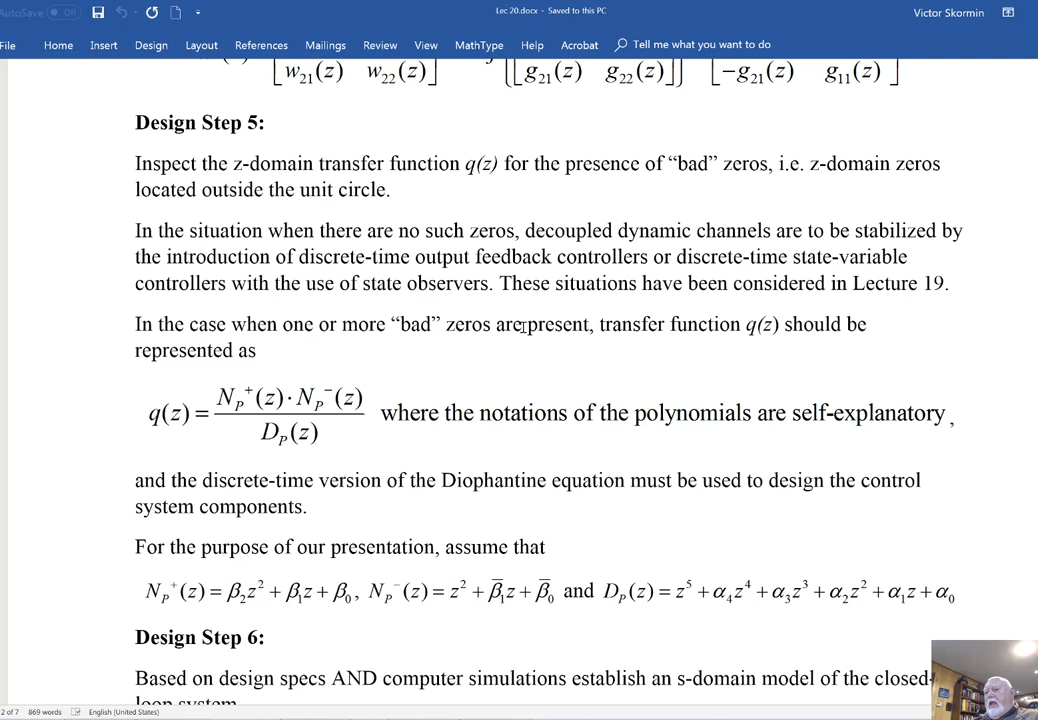 AutoSave Off Lec 20.docx - Saved to this PC Victor Skormin
File Home Insert Design Layout References Mailings Review View MathType Help Acrobat Tell me what you want to do
w₂₁(z) w₂₂(z) g₂₁(z) g₂₂(z) −g₂₁(z) g₁₁(z)
Design Step 5:
Inspect the z-domain transfer function q(z) for the presence of “bad” zeros, i.e. z-domain zeros
located outside the unit circle.
In the situation when there are no such zeros, decoupled dynamic channels are to be stabilized by
the introduction of discrete-time output feedback controllers or discrete-time state-variable
controllers with the use of state observers. These situations have been considered in Lecture 19.
In the case when one or more “bad” zeros are present, transfer function q(z) should be
represented as
q(z) = N_P⁺(z) · N_P⁻(z) / D_P(z) where the notations of the polynomials are self-explanatory,
and the discrete-time version of the Diophantine equation must be used to design the control
system components.
For the purpose of our presentation, assume that
N_P⁺(z) = β₂z² + β₁z + β₀, N_P⁻(z) = z² + β̅₁z + β̅₀ and D_P(z) = z⁵ + α₄z⁴ + α₃z³ + α₂z² + α₁z + α₀
Design Step 6:
Based on design specs AND computer simulations establish an s-domain model of the closed-
loop system
2 of 7 869 words English (United States)